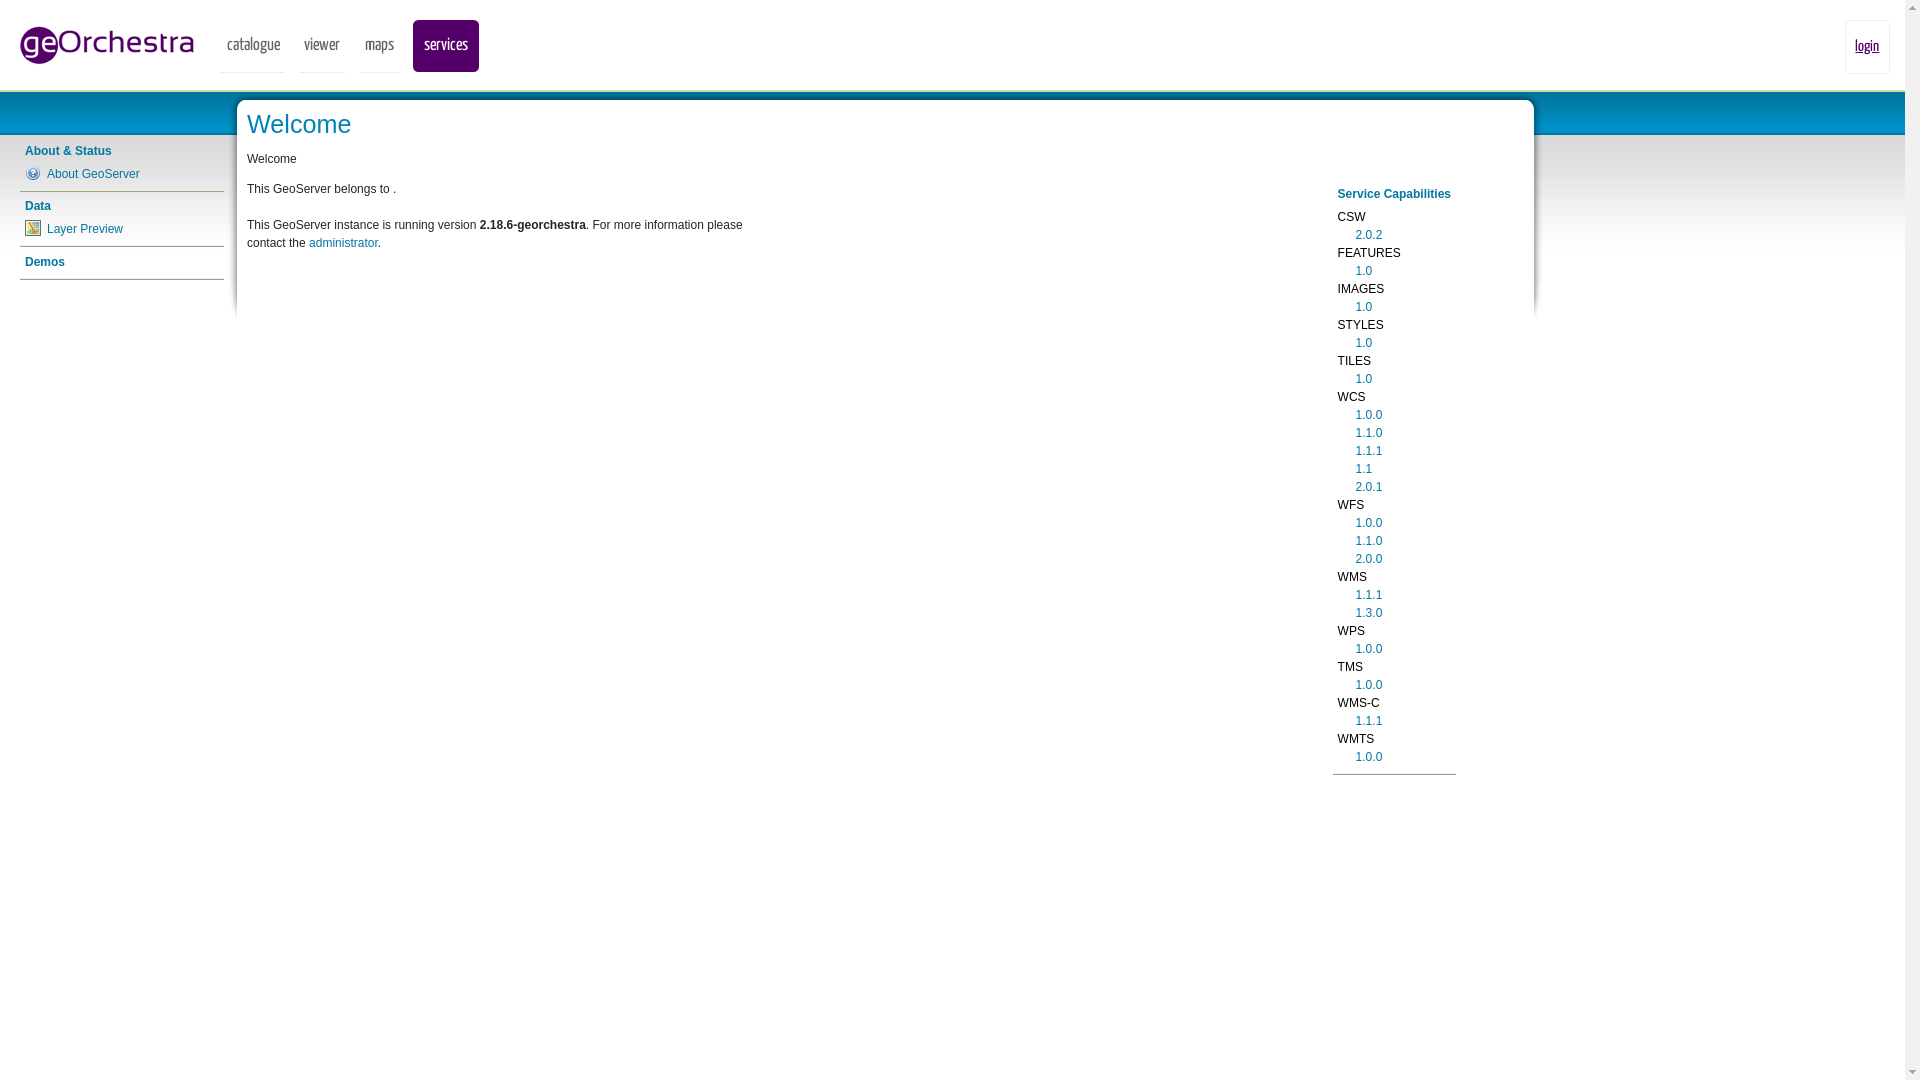 geOrchestra
catalogue
viewer
maps
services
login
About & Status
About GeoServer
Data
Layer Preview
Demos
Welcome
Welcome
This GeoServer belongs to .
This GeoServer instance is running version 2.18.6-georchestra. For more information please
contact the administrator.
Service Capabilities
CSW
2.0.2
FEATURES
1.0
IMAGES
1.0
STYLES
1.0
TILES
1.0
WCS
1.0.0
1.1.0
1.1.1
1.1
2.0.1
WFS
1.0.0
1.1.0
2.0.0
WMS
1.1.1
1.3.0
WPS
1.0.0
TMS
1.0.0
WMS-C
1.1.1
WMTS
1.0.0